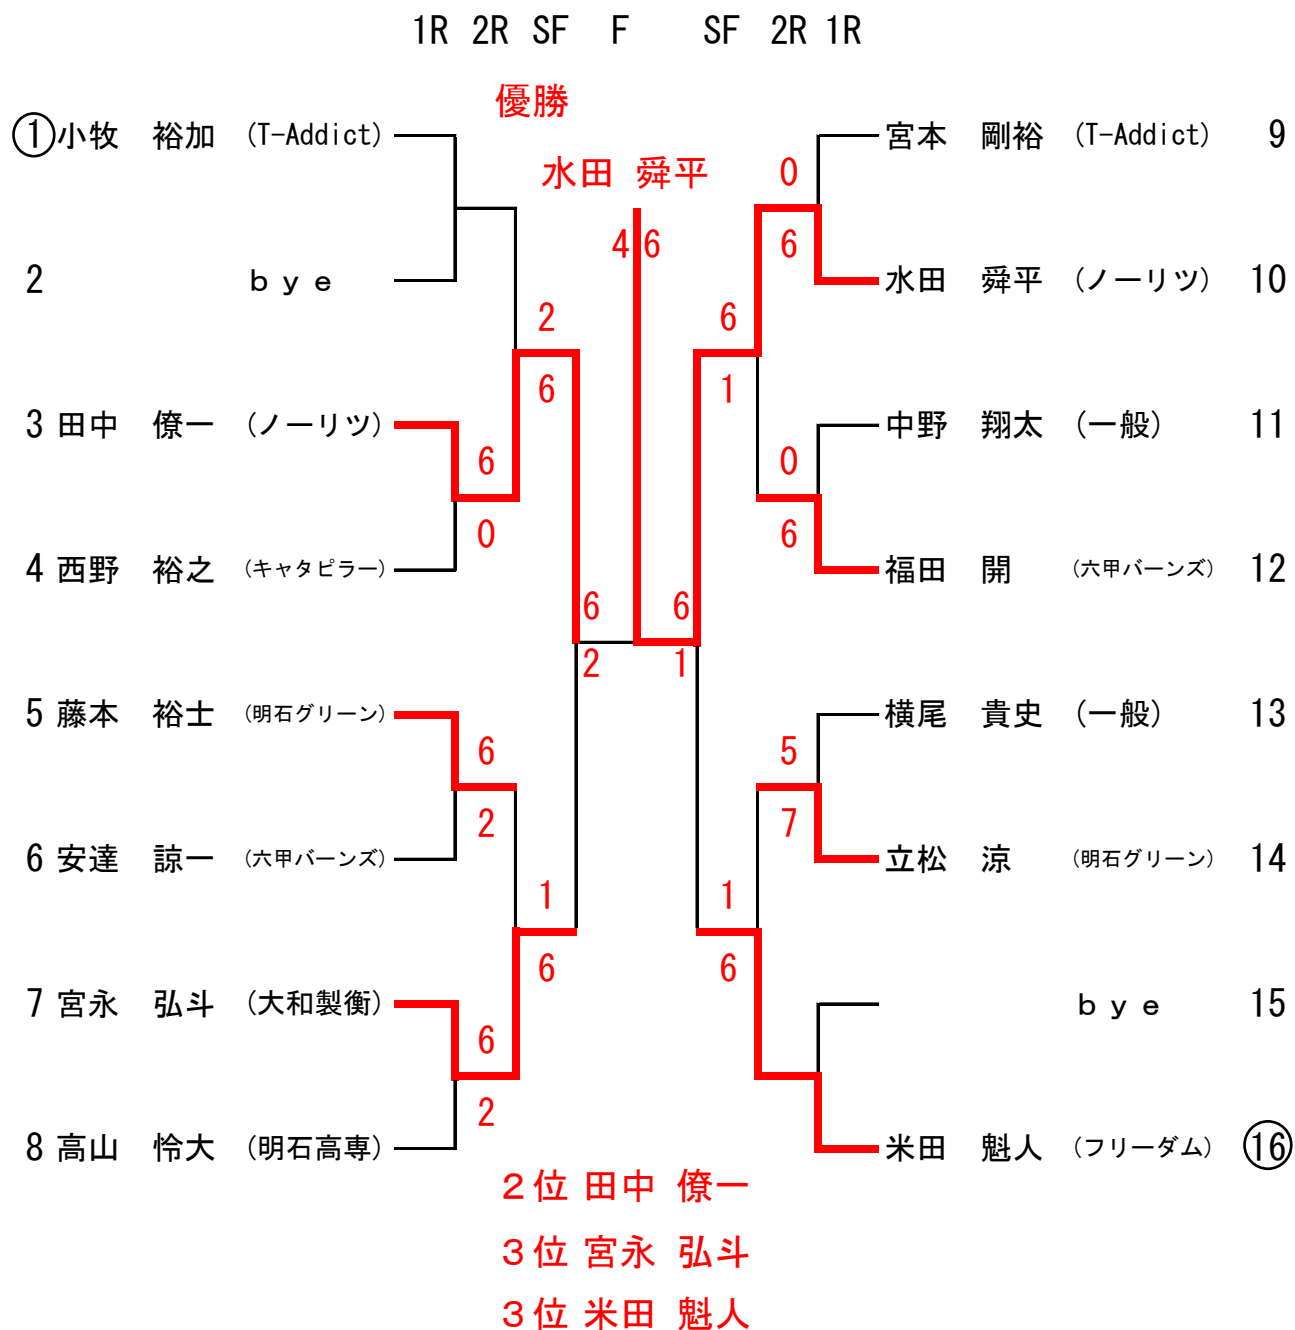 1R 2R SF F SF 2R 1R
優勝
① 小牧 裕加 (T-Addict) 宮本 剛裕 (T-Addict) 9
水田 舜平 0
4 6 6
2 bye 水田 舜平 (ノーリツ) 10
2 6
6 1
3 田中 僚一 (ノーリツ) 中野 翔太 (一般) 11
6 0
0 6
4 西野 裕之 (キャタピラー) 福田 開 (六甲バーンズ) 12
6 6
2 1
5 藤本 裕士 (明石グリーン) 横尾 貴史 (一般) 13
6 5
2 7
6 安達 諒一 (六甲バーンズ) 立松 涼 (明石グリーン) 14
1 1
6 6
7 宮永 弘斗 (大和製衡) bye 15
6
2
8 高山 怜大 (明石高専) 米田 魁人 (フリーダム) ⑯
2位 田中 僚一
3位 宮永 弘斗
3位 米田 魁人